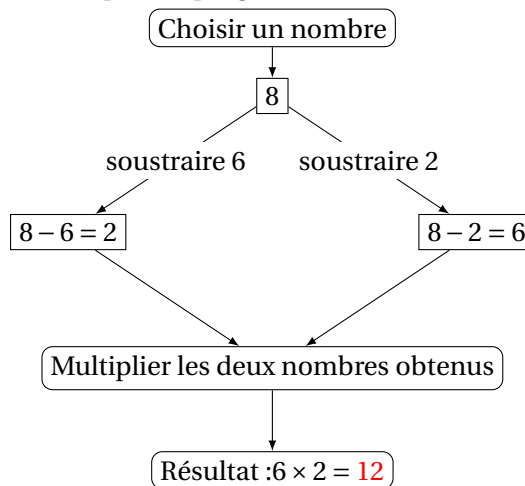 Choisir un nombre
8
soustraire 6 soustraire 2
8 − 6 = 2 8 − 2 = 6
Multiplier les deux nombres obtenus
Résultat :6 × 2 = 12